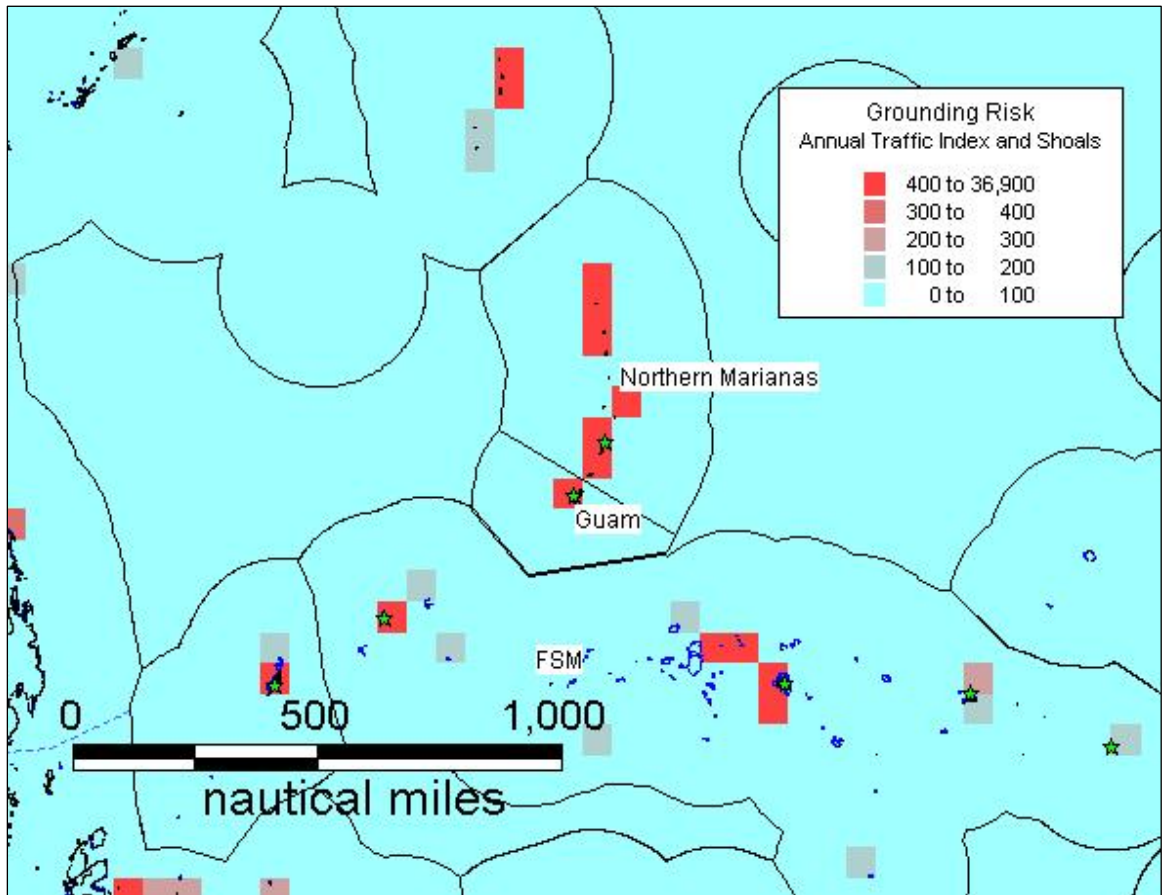 Grounding Risk
Annual Traffic Index and Shoals
400 to 36,900
300 to 400
200 to 300
100 to 200
0 to 100
Northern Marianas
Guam
FSM
0 500 1,000
nautical miles